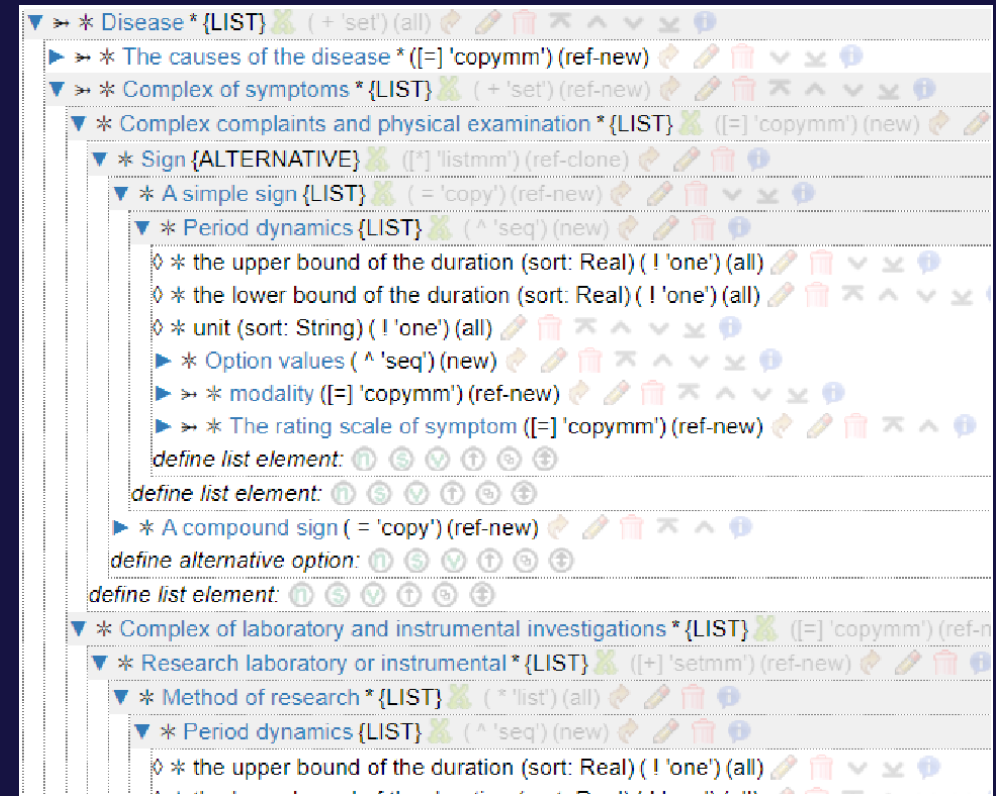 ▼ ➳ * Disease * {LIST} ( + 'set') (all)
▶ ➳ * The causes of the disease * ([=] 'copymm') (ref-new)
▼ ➳ * Complex of symptoms * {LIST} ( + 'set') (ref-new)
▼ * Complex complaints and physical examination * {LIST} ([=] 'copymm') (new)
▼ * Sign {ALTERNATIVE} ([*] 'listmm') (ref-clone)
▼ * A simple sign {LIST} ( = 'copy') (ref-new)
▼ * Period dynamics {LIST} ( ^ 'seq') (new)
◊ * the upper bound of the duration (sort: Real) ( ! 'one') (all)
◊ * the lower bound of the duration (sort: Real) ( ! 'one') (all)
◊ * unit (sort: String) ( ! 'one') (all)
▶ * Option values ( ^ 'seq') (new)
▶ ➳ * modality ([=] 'copymm') (ref-new)
▶ ➳ * The rating scale of symptom ([=] 'copymm') (ref-new)
define list element: n s v
define list element: n s v
▶ * A compound sign ( = 'copy') (ref-new)
define alternative option: n s v
define list element: n s v
▼ * Complex of laboratory and instrumental investigations * {LIST} ([=] 'copymm') (ref-n
▼ * Research laboratory or instrumental * {LIST} ([+] 'setmm') (ref-new)
▼ * Method of research * {LIST} ( * 'list') (all)
▼ * Period dynamics {LIST} ( ^ 'seq') (new)
◊ * the upper bound of the duration (sort: Real) ( ! 'one') (all)